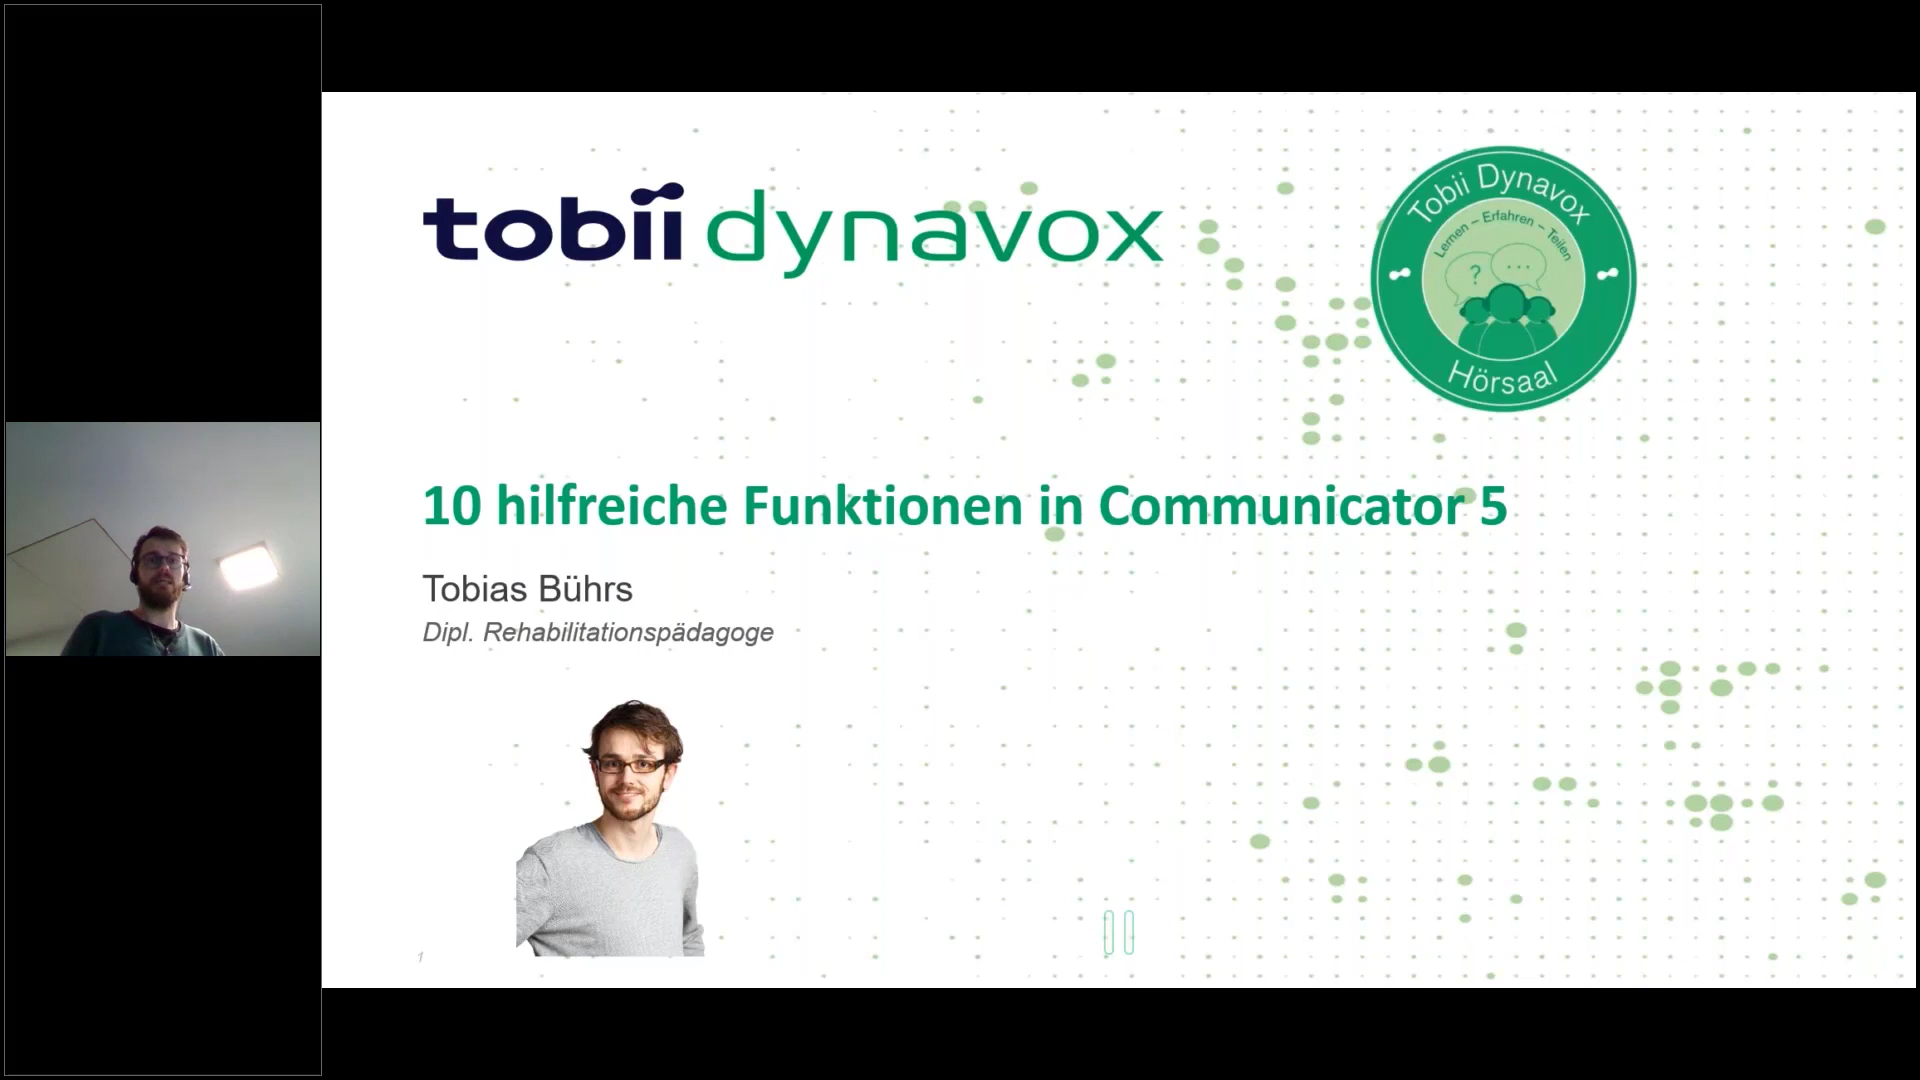 tobii dynavox
Tobii Dynavox
Lernen – Erfahren – Teilen
?
...
Hörsaal
10 hilfreiche Funktionen in Communicator 5
Tobias Bührs
Dipl. Rehabilitationspädagoge
1